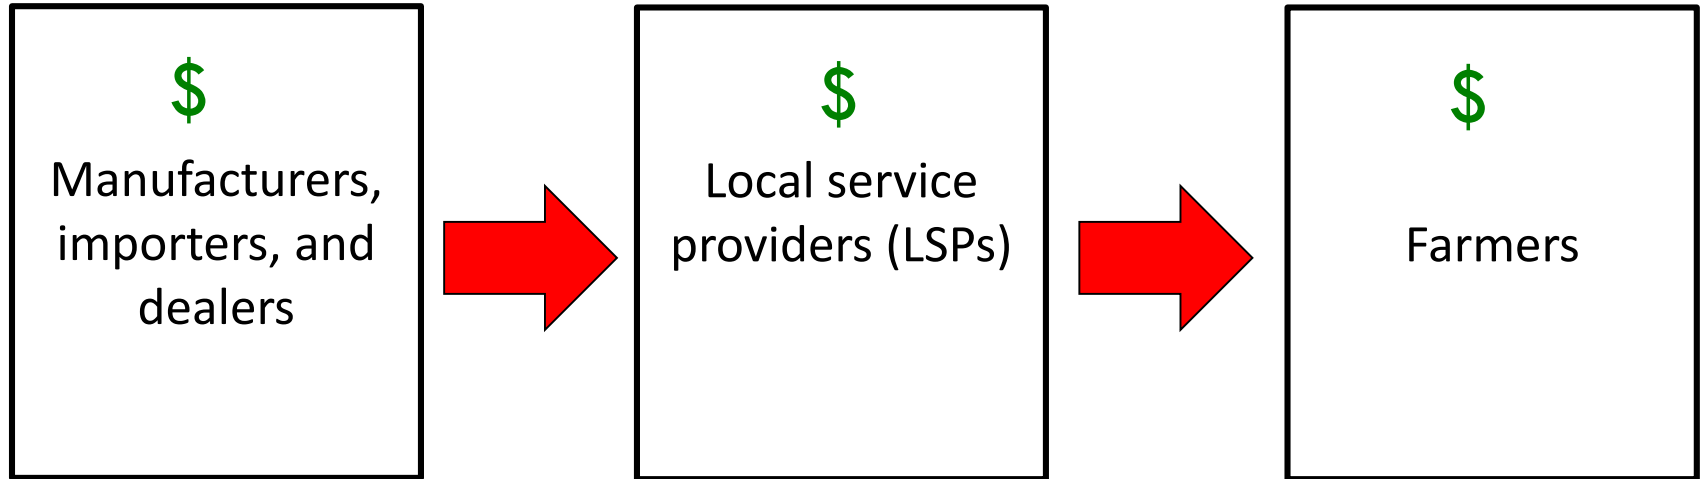 $
Manufacturers,
importers, and
dealers
$
Local service
providers (LSPs)
$
Farmers